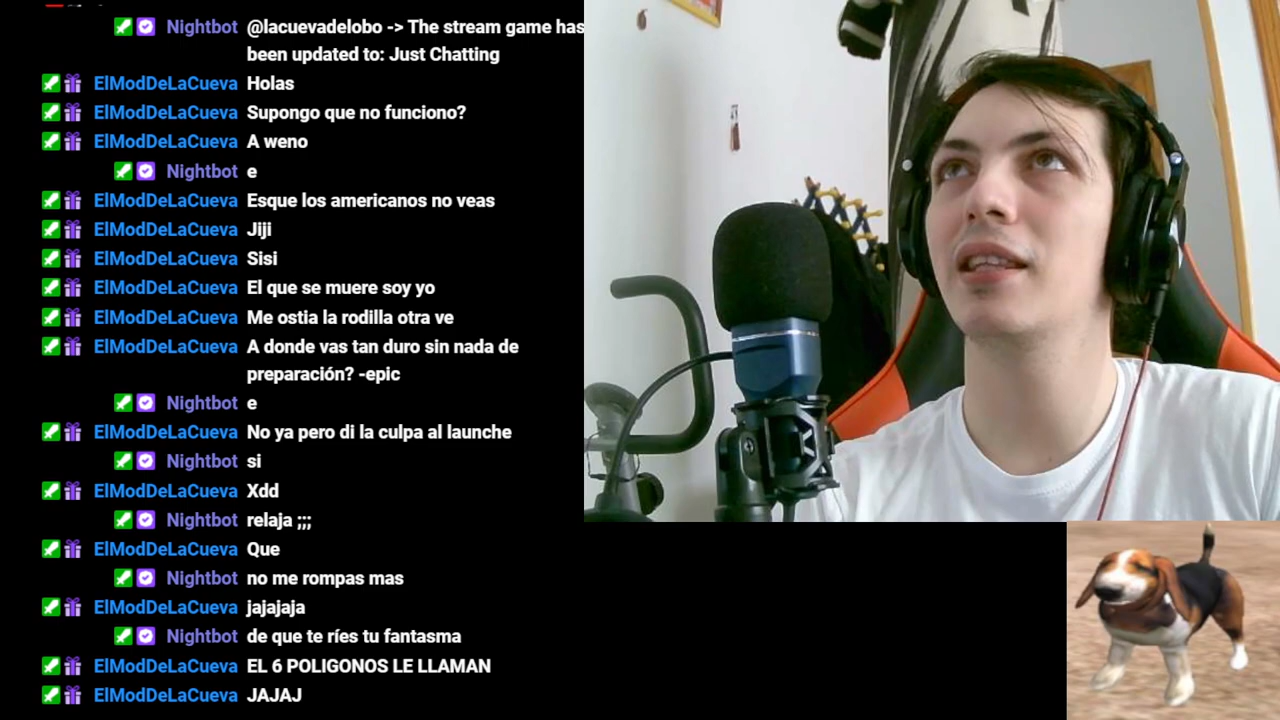 Nightbot @lacuevadelobo -> The stream game has
been updated to: Just Chatting
ElModDeLaCueva Holas
ElModDeLaCueva Supongo que no funciono?
ElModDeLaCueva A weno
Nightbot e
ElModDeLaCueva Esque los americanos no veas
ElModDeLaCueva Jiji
ElModDeLaCueva Sisi
ElModDeLaCueva El que se muere soy yo
ElModDeLaCueva Me ostia la rodilla otra ve
ElModDeLaCueva A donde vas tan duro sin nada de
preparación? -epic
Nightbot e
ElModDeLaCueva No ya pero di la culpa al launche
Nightbot si
ElModDeLaCueva Xdd
Nightbot relaja ;;;
ElModDeLaCueva Que
Nightbot no me rompas mas
ElModDeLaCueva jajajaja
Nightbot de que te ríes tu fantasma
ElModDeLaCueva EL 6 POLIGONOS LE LLAMAN
ElModDeLaCueva JAJAJ